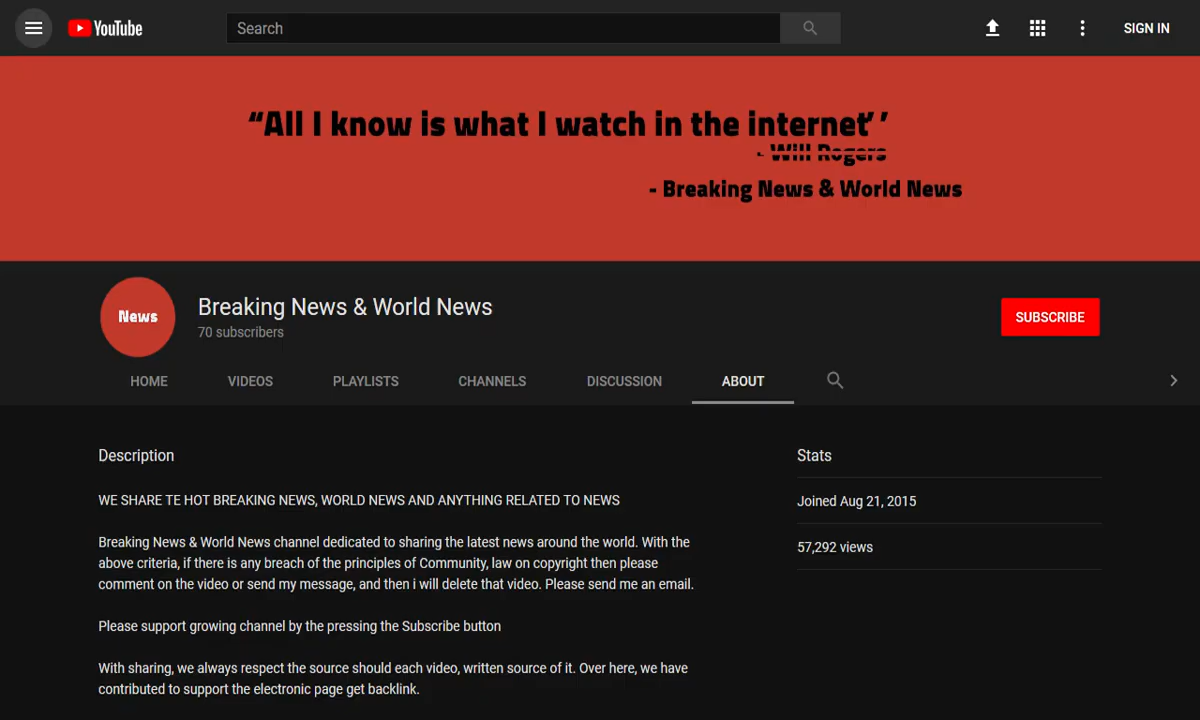 YouTube
Search
SIGN IN
“All I know is what I watch in the internet’’
- Will Rogers
- Breaking News & World News
News
Breaking News & World News
70 subscribers
SUBSCRIBE
HOME VIDEOS PLAYLISTS CHANNELS DISCUSSION ABOUT
Description
WE SHARE TE HOT BREAKING NEWS, WORLD NEWS AND ANYTHING RELATED TO NEWS
Breaking News & World News channel dedicated to sharing the latest news around the world. With the
above criteria, if there is any breach of the principles of Community, law on copyright then please
comment on the video or send my message, and then i will delete that video. Please send me an email.
Please support growing channel by the pressing the Subscribe button
With sharing, we always respect the source should each video, written source of it. Over here, we have
contributed to support the electronic page get backlink.
Stats
Joined Aug 21, 2015
57,292 views